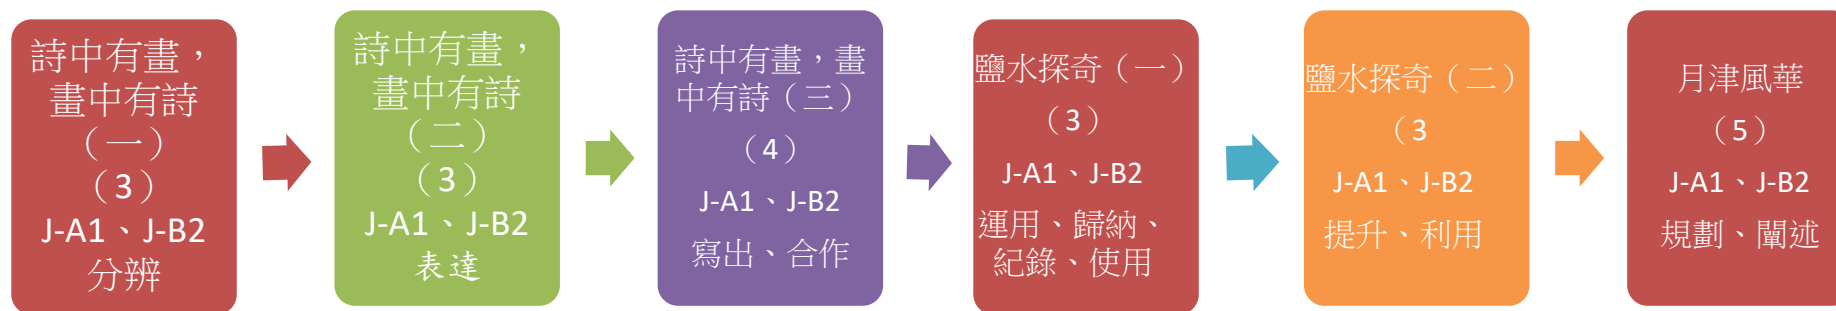 詩中有畫，
畫中有詩
（一）
（3）
J-A1、J-B2
分辨
詩中有畫，
畫中有詩
（二）
（3）
J-A1、J-B2
表達
詩中有畫，畫
中有詩（三）
（4）
J-A1、J-B2
寫出、合作
鹽水探奇（一）
（3）
J-A1、J-B2
運用、歸納、
紀錄、使用
鹽水探奇（二）
（3
J-A1、J-B2
提升、利用
月津風華
（5）
J-A1、J-B2
規劃、闡述